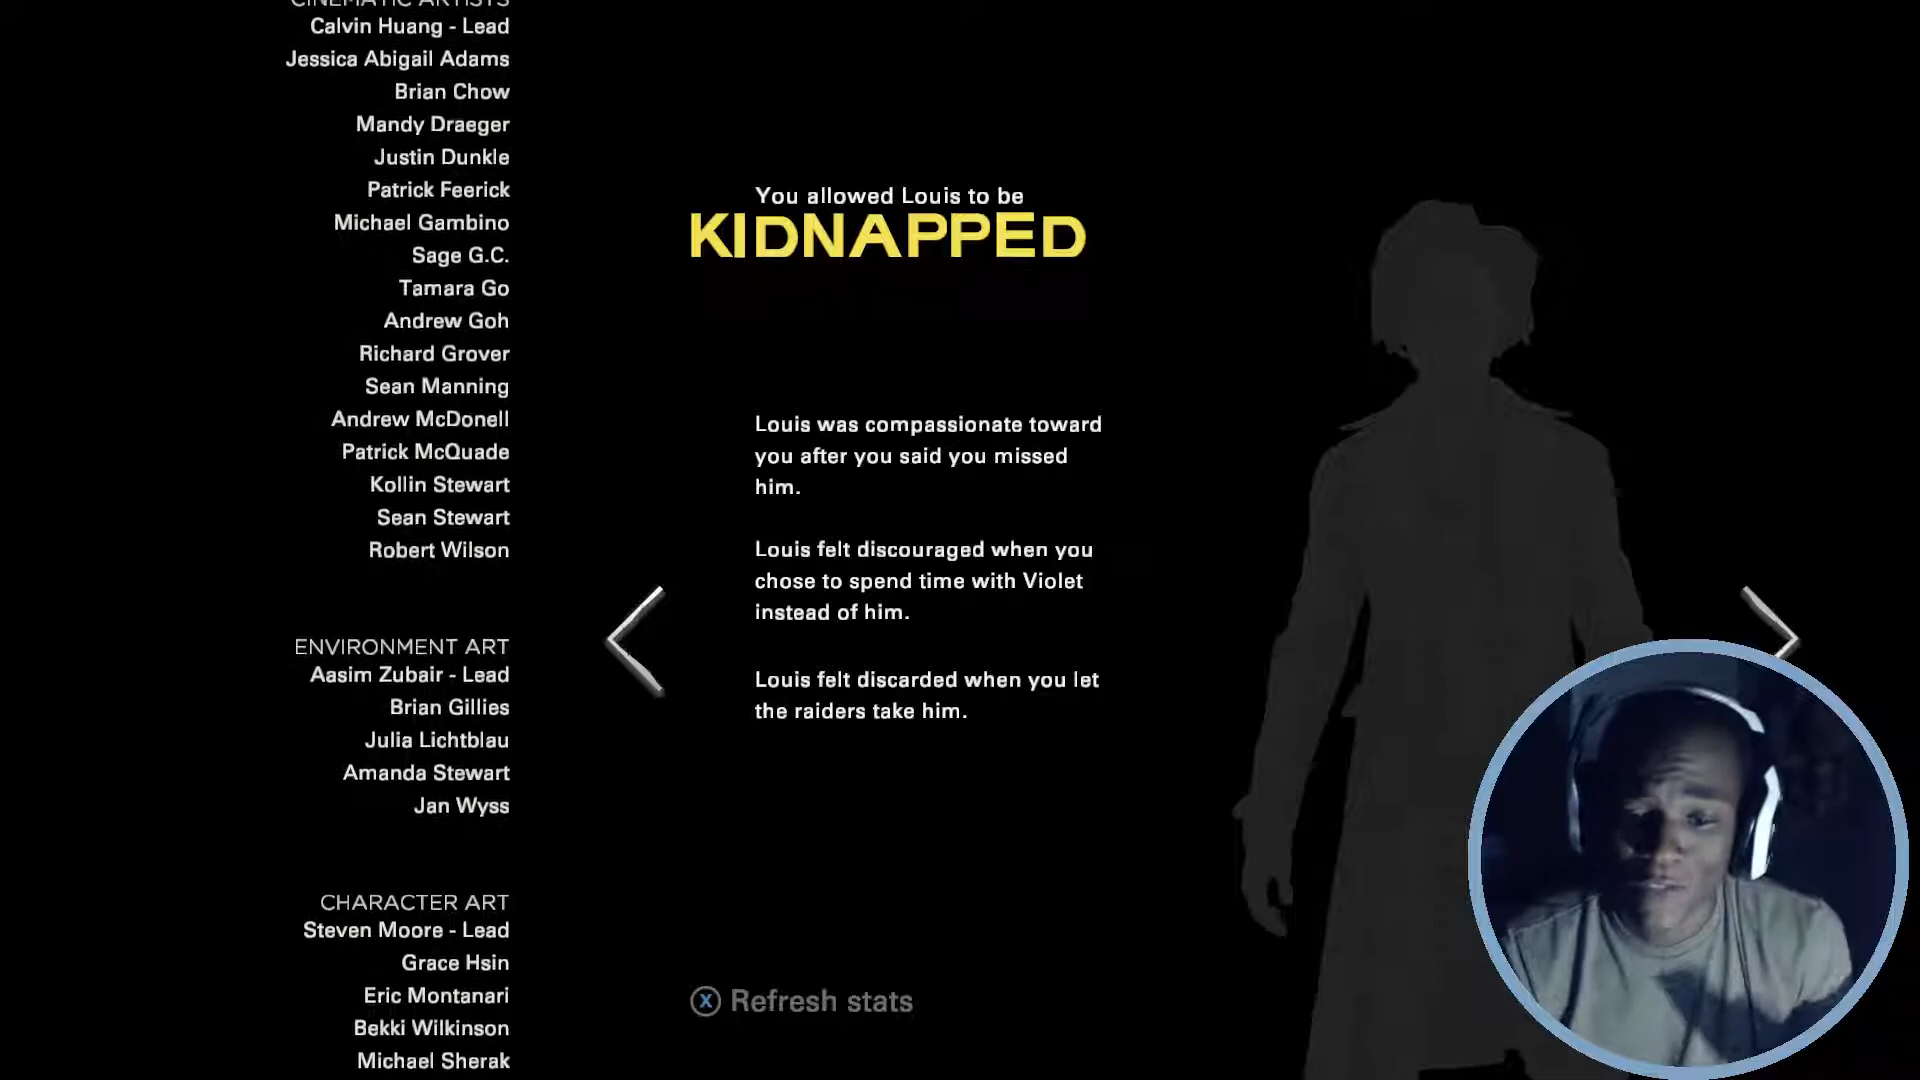 CINEMATIC ARTISTS
Calvin Huang - Lead
Jessica Abigail Adams
Brian Chow
Mandy Draeger
Justin Dunkle
Patrick Feerick
Michael Gambino
Sage G.C.
Tamara Go
Andrew Goh
Richard Grover
Sean Manning
Andrew McDonell
Patrick McQuade
Kollin Stewart
Sean Stewart
Robert Wilson
ENVIRONMENT ART
Aasim Zubair - Lead
Brian Gillies
Julia Lichtblau
Amanda Stewart
Jan Wyss
CHARACTER ART
Steven Moore - Lead
Grace Hsin
Eric Montanari
Bekki Wilkinson
Michael Sherak
You allowed Louis to be
KIDNAPPED
Louis was compassionate toward
you after you said you missed
him.
Louis felt discouraged when you
chose to spend time with Violet
instead of him.
Louis felt discarded when you let
the raiders take him.
X Refresh stats